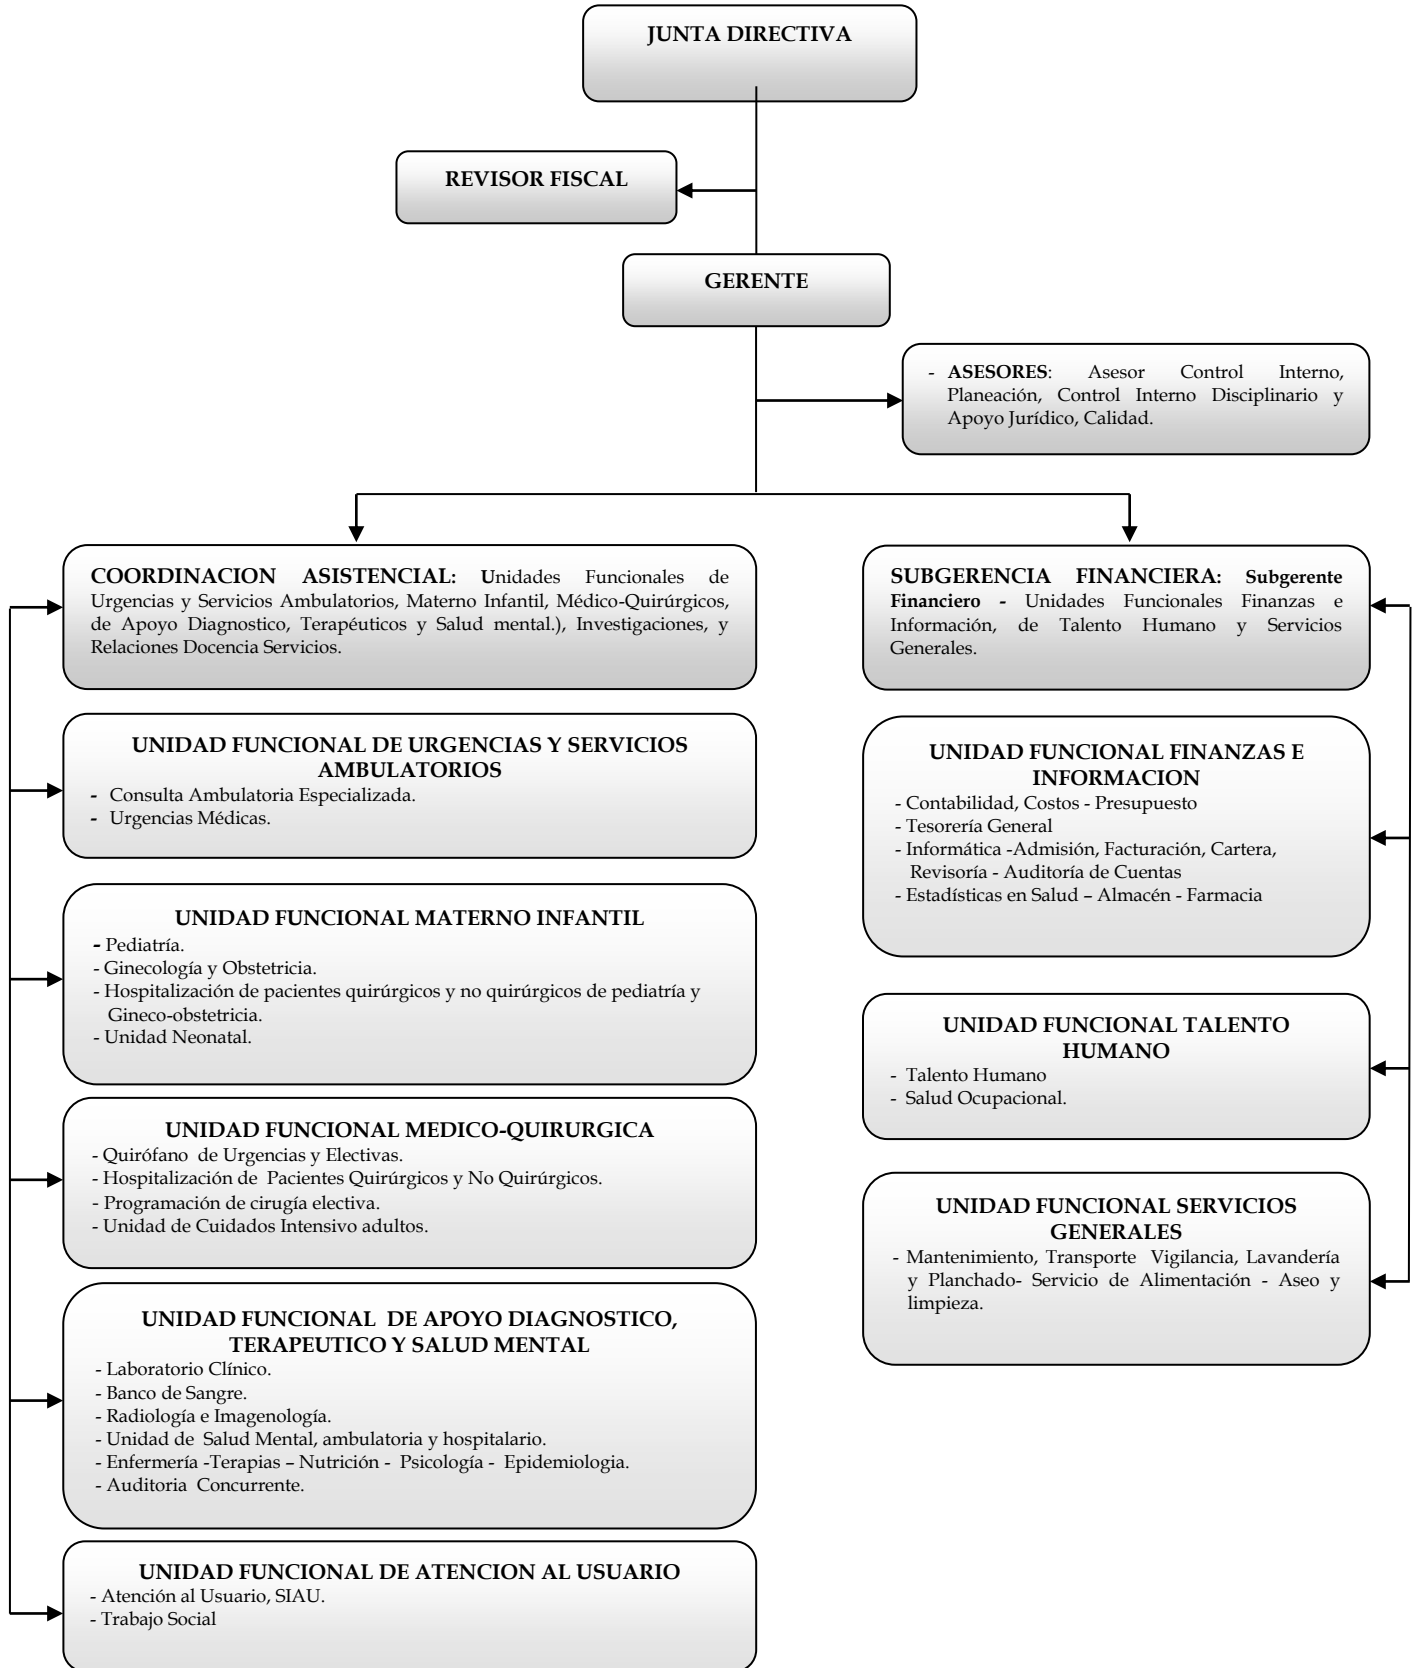 JUNTA DIRECTIVA
REVISOR FISCAL
GERENTE
- ASESORES: Asesor Control Interno,
Planeación, Control Interno Disciplinario y
Apoyo Jurídico, Calidad.
COORDINACION ASISTENCIAL: Unidades Funcionales de
Urgencias y Servicios Ambulatorios, Materno Infantil, Médico-Quirúrgicos,
de Apoyo Diagnostico, Terapéuticos y Salud mental.), Investigaciones, y
Relaciones Docencia Servicios.
UNIDAD FUNCIONAL DE URGENCIAS Y SERVICIOS
AMBULATORIOS
- Consulta Ambulatoria Especializada.
- Urgencias Médicas.
UNIDAD FUNCIONAL MATERNO INFANTIL
- Pediatría.
- Ginecología y Obstetricia.
- Hospitalización de pacientes quirúrgicos y no quirúrgicos de pediatría y
Gineco-obstetricia.
- Unidad Neonatal.
UNIDAD FUNCIONAL MEDICO-QUIRURGICA
- Quirófano de Urgencias y Electivas.
- Hospitalización de Pacientes Quirúrgicos y No Quirúrgicos.
- Programación de cirugía electiva.
- Unidad de Cuidados Intensivo adultos.
UNIDAD FUNCIONAL DE APOYO DIAGNOSTICO,
TERAPEUTICO Y SALUD MENTAL
- Laboratorio Clínico.
- Banco de Sangre.
- Radiología e Imagenología.
- Unidad de Salud Mental, ambulatoria y hospitalario.
- Enfermería -Terapias – Nutrición - Psicología - Epidemiologia.
- Auditoria Concurrente.
UNIDAD FUNCIONAL DE ATENCION AL USUARIO
- Atención al Usuario, SIAU.
- Trabajo Social
SUBGERENCIA FINANCIERA: Subgerente
Financiero - Unidades Funcionales Finanzas e
Información, de Talento Humano y Servicios
Generales.
UNIDAD FUNCIONAL FINANZAS E
INFORMACION
- Contabilidad, Costos - Presupuesto
- Tesorería General
- Informática -Admisión, Facturación, Cartera,
Revisoría - Auditoría de Cuentas
- Estadísticas en Salud – Almacén - Farmacia
UNIDAD FUNCIONAL TALENTO
HUMANO
- Talento Humano
- Salud Ocupacional.
UNIDAD FUNCIONAL SERVICIOS
GENERALES
- Mantenimiento, Transporte Vigilancia, Lavandería
y Planchado- Servicio de Alimentación - Aseo y
limpieza.